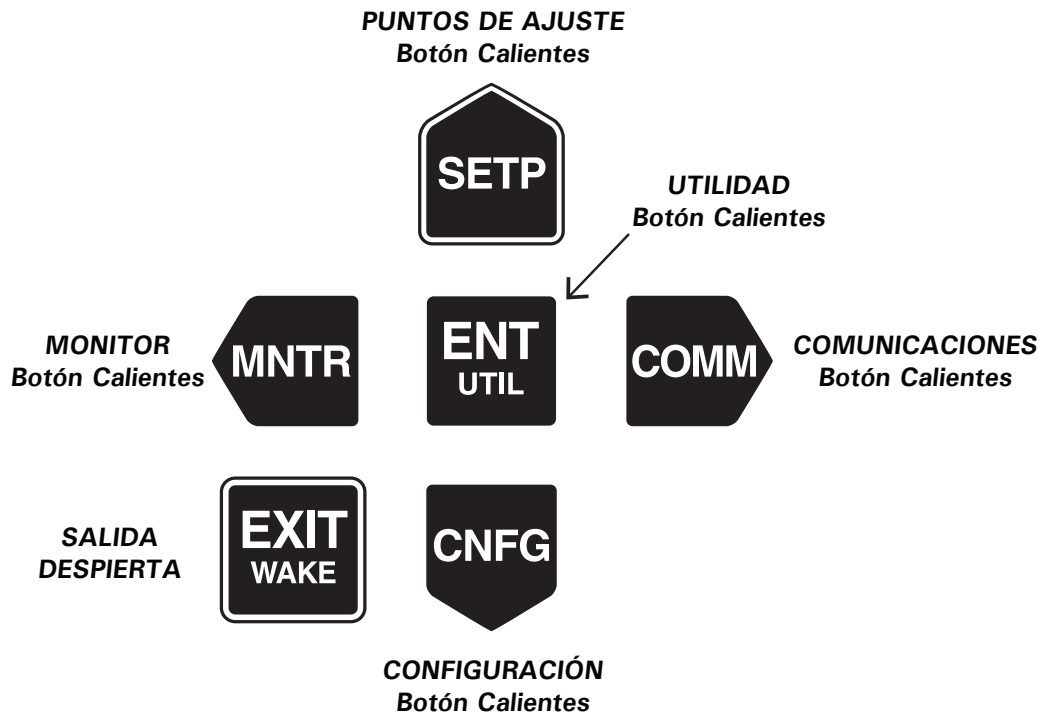 PUNTOS DE AJUSTE
Botón Calientes
SETP
UTILIDAD
Botón Calientes
MONITOR
Botón Calientes
MNTR
ENT
UTIL
COMM
COMUNICACIONES
Botón Calientes
SALIDA
DESPIERTA
EXIT
WAKE
CNFG
CONFIGURACIÓN
Botón Calientes